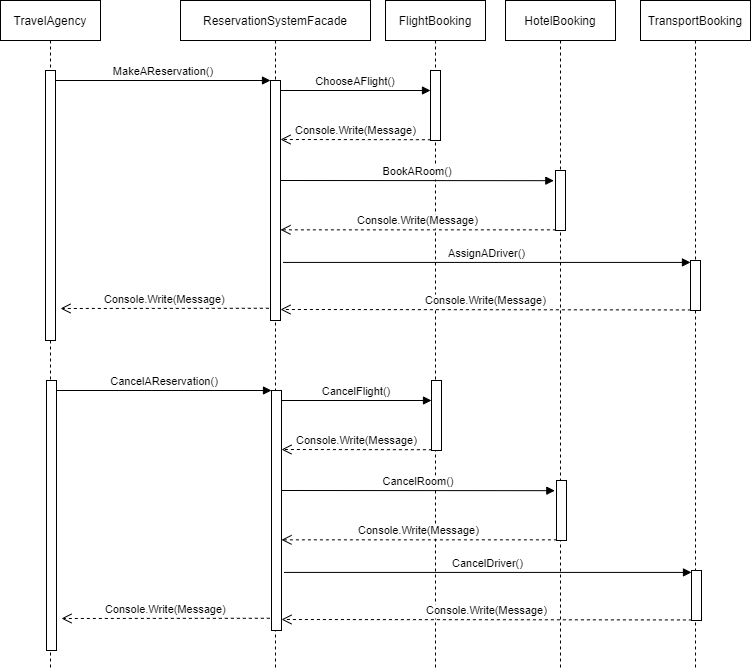 TravelAgency
ReservationSystemFacade
FlightBooking
HotelBooking
TransportBooking
MakeAReservation()
ChooseAFlight()
Console.Write(Message)
BookARoom()
Console.Write(Message)
AssignADriver()
Console.Write(Message)
Console.Write(Message)
CancelAReservation()
CancelFlight()
Console.Write(Message)
CancelRoom()
Console.Write(Message)
CancelDriver()
Console.Write(Message)
Console.Write(Message)